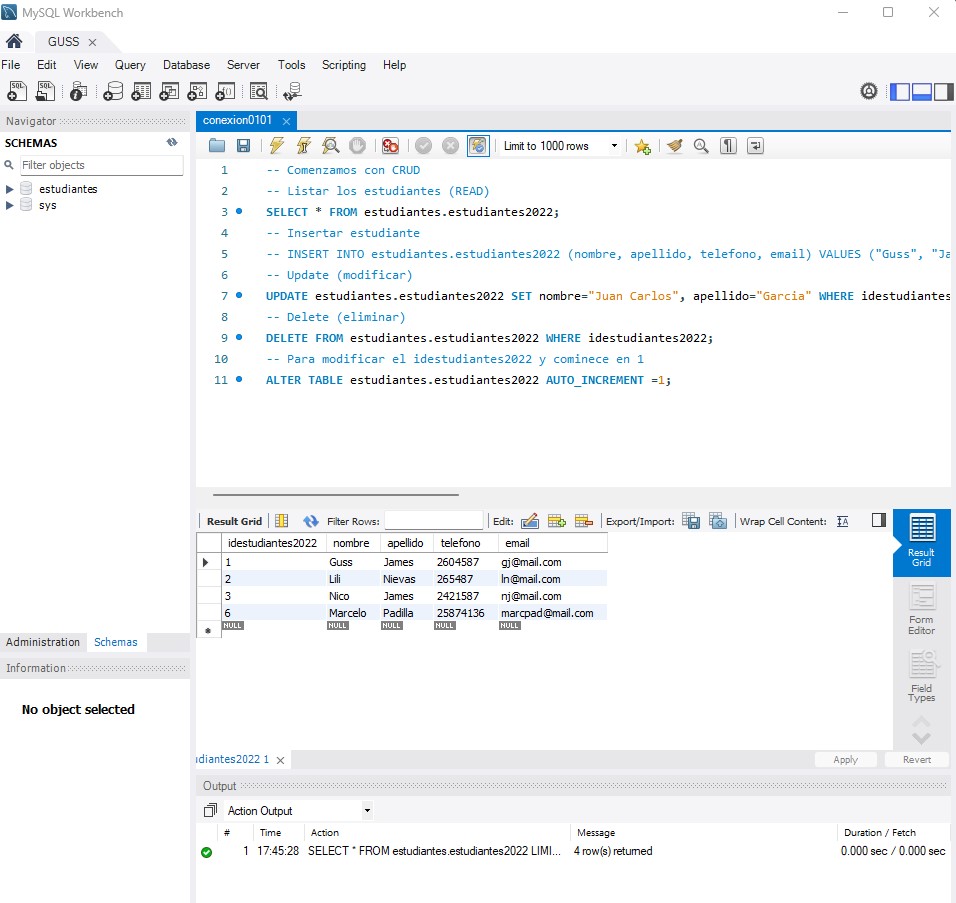 MySQL Workbench
GUSS
File Edit View Query Database Server Tools Scripting Help
Navigator
SCHEMAS
Filter objects
estudiantes
sys
Administration Schemas
Information
No object selected
conexion0101
Limit to 1000 rows
1 -- Comenzamos con CRUD
2 -- Listar los estudiantes (READ)
3 SELECT * FROM estudiantes.estudiantes2022;
4 -- Insertar estudiante
5 -- INSERT INTO estudiantes.estudiantes2022 (nombre, apellido, telefono, email) VALUES ("Guss", "Ja
6 -- Update (modificar)
7 UPDATE estudiantes.estudiantes2022 SET nombre="Juan Carlos", apellido="Garcia" WHERE idestudiantes
8 -- Delete (eliminar)
9 DELETE FROM estudiantes.estudiantes2022 WHERE idestudiantes2022;
10 -- Para modificar el idestudiantes2022 y cominece en 1
11 ALTER TABLE estudiantes.estudiantes2022 AUTO_INCREMENT =1;
Result Grid Filter Rows: Edit: Export/Import: Wrap Cell Content: IA
idestudiantes2022 nombre apellido telefono email
1 Guss James 2604587 gj@mail.com
2 Lili Nievas 265487 ln@mail.com
3 Nico James 2421587 nj@mail.com
6 Marcelo Padilla 25874136 marcpad@mail.com
NULL NULL NULL NULL NULL
Result
Grid
Form
Editor
Field
Types
udiantes2022 1
Apply Revert
Output
Action Output
# Time Action Message Duration / Fetch
1 17:45:28 SELECT * FROM estudiantes.estudiantes2022 LIMI... 4 row(s) returned 0.000 sec / 0.000 sec